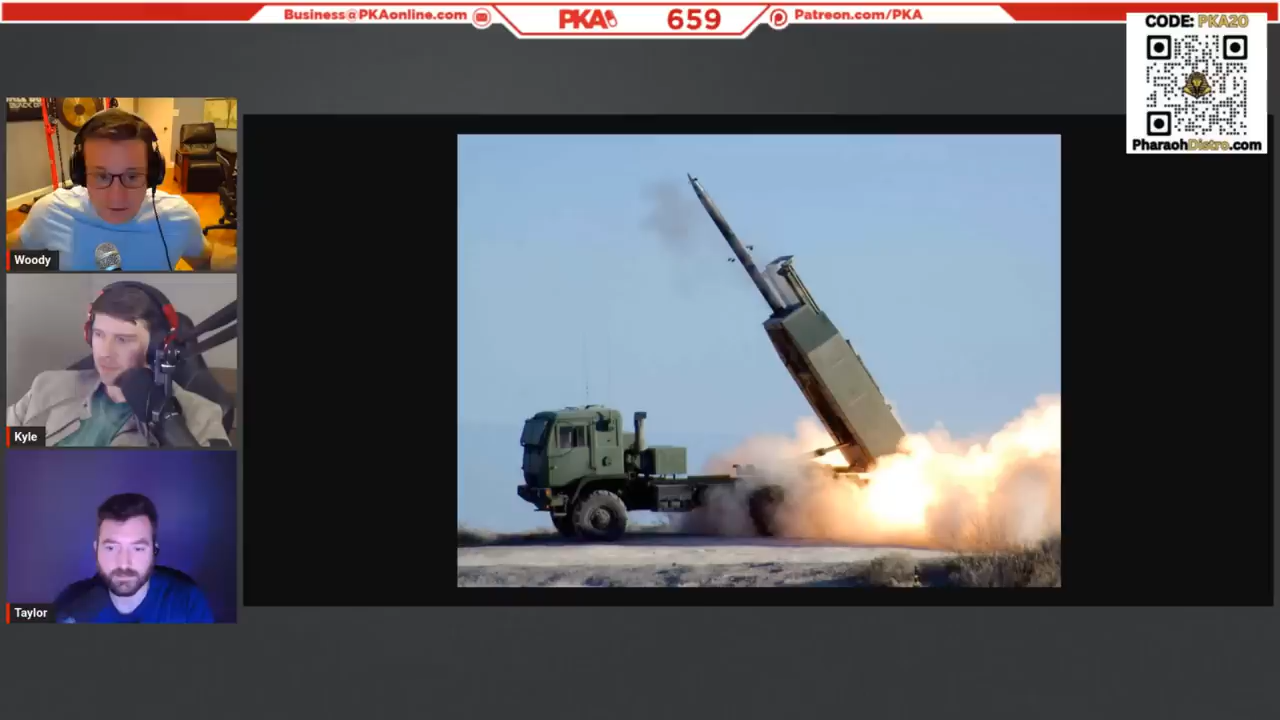 Business@PKAonline.com
PKA
659
Patreon.com/PKA
CODE: PKA20
PharaohDistro.com
Woody
Kyle
Taylor